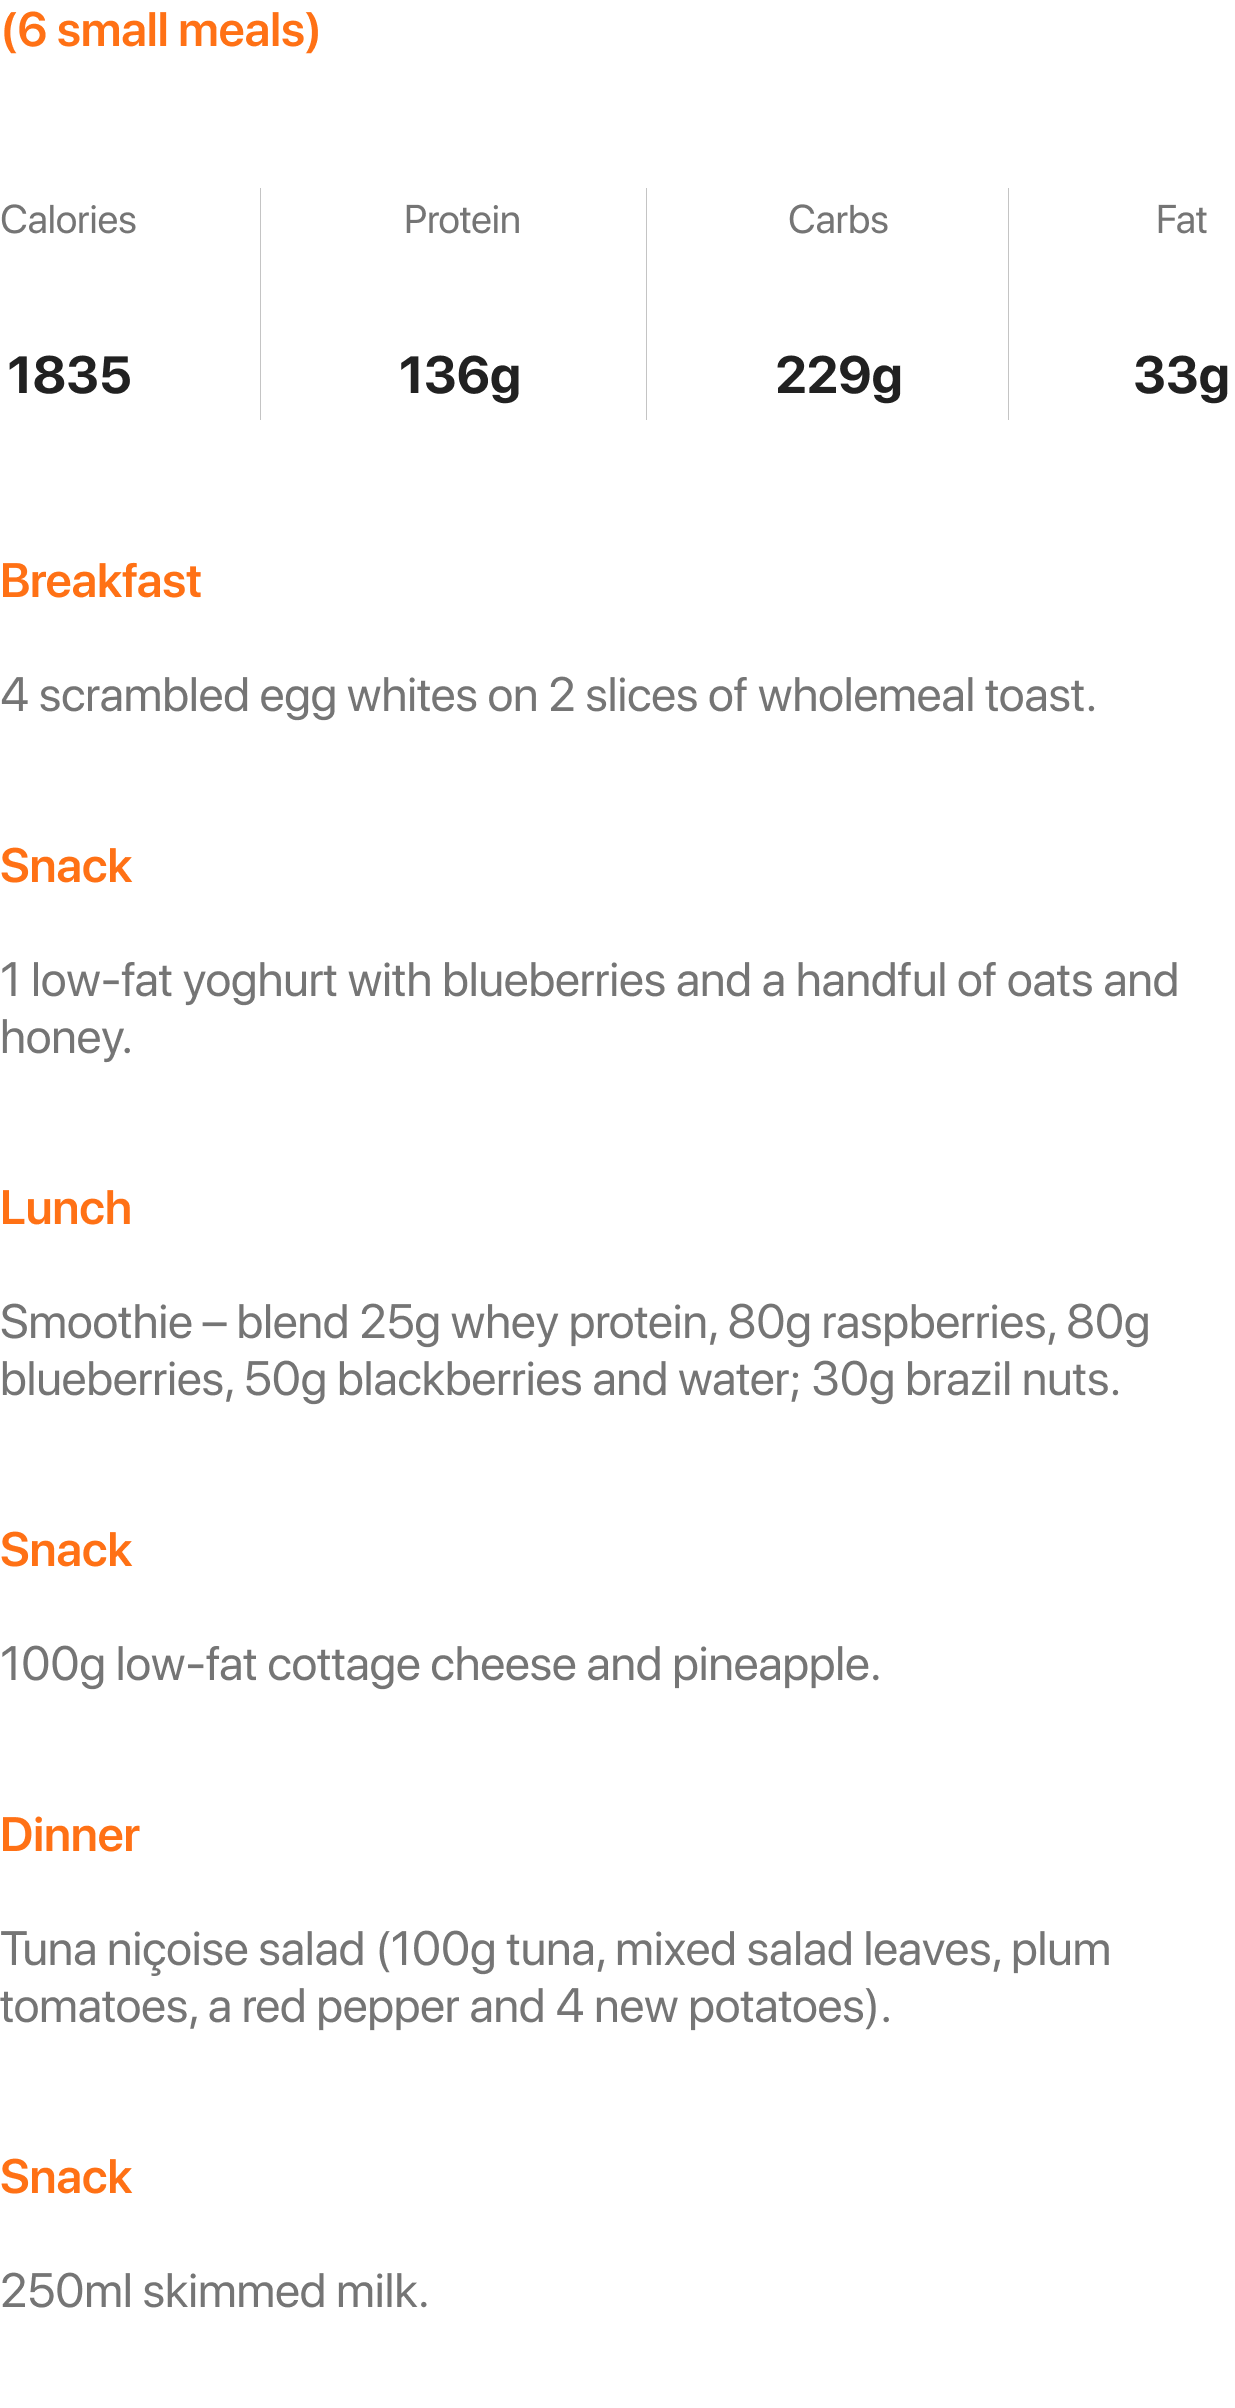 (6 small meals)
Calories Protein Carbs Fat
1835 136g 229g 33g
Breakfast
4 scrambled egg whites on 2 slices of wholemeal toast.
Snack
1 low-fat yoghurt with blueberries and a handful of oats and
honey.
Lunch
Smoothie – blend 25g whey protein, 80g raspberries, 80g
blueberries, 50g blackberries and water; 30g brazil nuts.
Snack
100g low-fat cottage cheese and pineapple.
Dinner
Tuna niçoise salad (100g tuna, mixed salad leaves, plum
tomatoes, a red pepper and 4 new potatoes).
Snack
250ml skimmed milk.